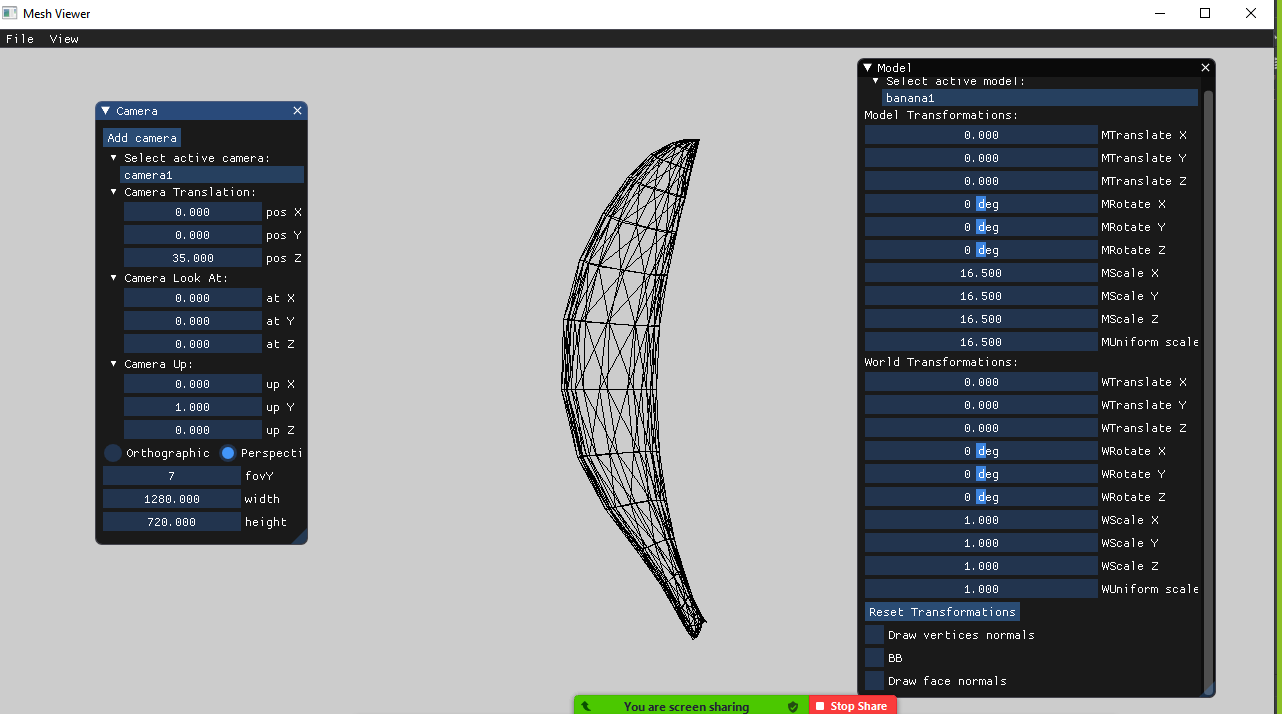 Mesh Viewer
File View
Camera
Add camera
Select active camera:
camera1
Camera Translation:
0.000 pos X
0.000 pos Y
35.000 pos Z
Camera Look At:
0.000 at X
0.000 at Y
0.000 at Z
Camera Up:
0.000 up X
1.000 up Y
0.000 up Z
Orthographic Perspecti
7 fovY
1280.000 width
720.000 height
Model
Select active model:
banana1
Model Transformations:
0.000 MTranslate X
0.000 MTranslate Y
0.000 MTranslate Z
0 deg MRotate X
0 deg MRotate Y
0 deg MRotate Z
16.500 MScale X
16.500 MScale Y
16.500 MScale Z
16.500 MUniform scale
World Transformations:
0.000 WTranslate X
0.000 WTranslate Y
0.000 WTranslate Z
0 deg WRotate X
0 deg WRotate Y
0 deg WRotate Z
1.000 WScale X
1.000 WScale Y
1.000 WScale Z
1.000 WUniform scale
Reset Transformations
Draw vertices normals
BB
Draw face normals
You are screen sharing
Stop Share